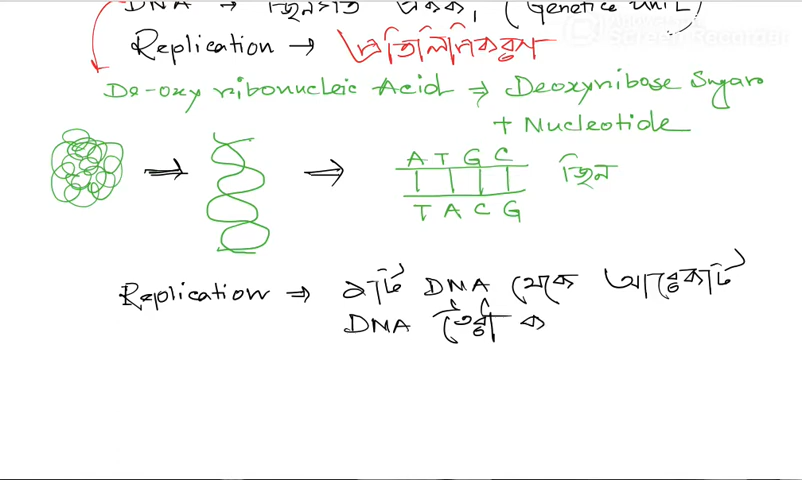 DNA → জিনগত একক, (Genetic Unit)
Replication → প্রতিলিপিকরণ
De-oxy ribonucleic Acid ⇒ Deoxyribose Sugar
+ Nucleotide
A T G C
জিন
T A C G
Replication ⇒ ১টি DNA থেকে আরেকটি
DNA তৈরী ক